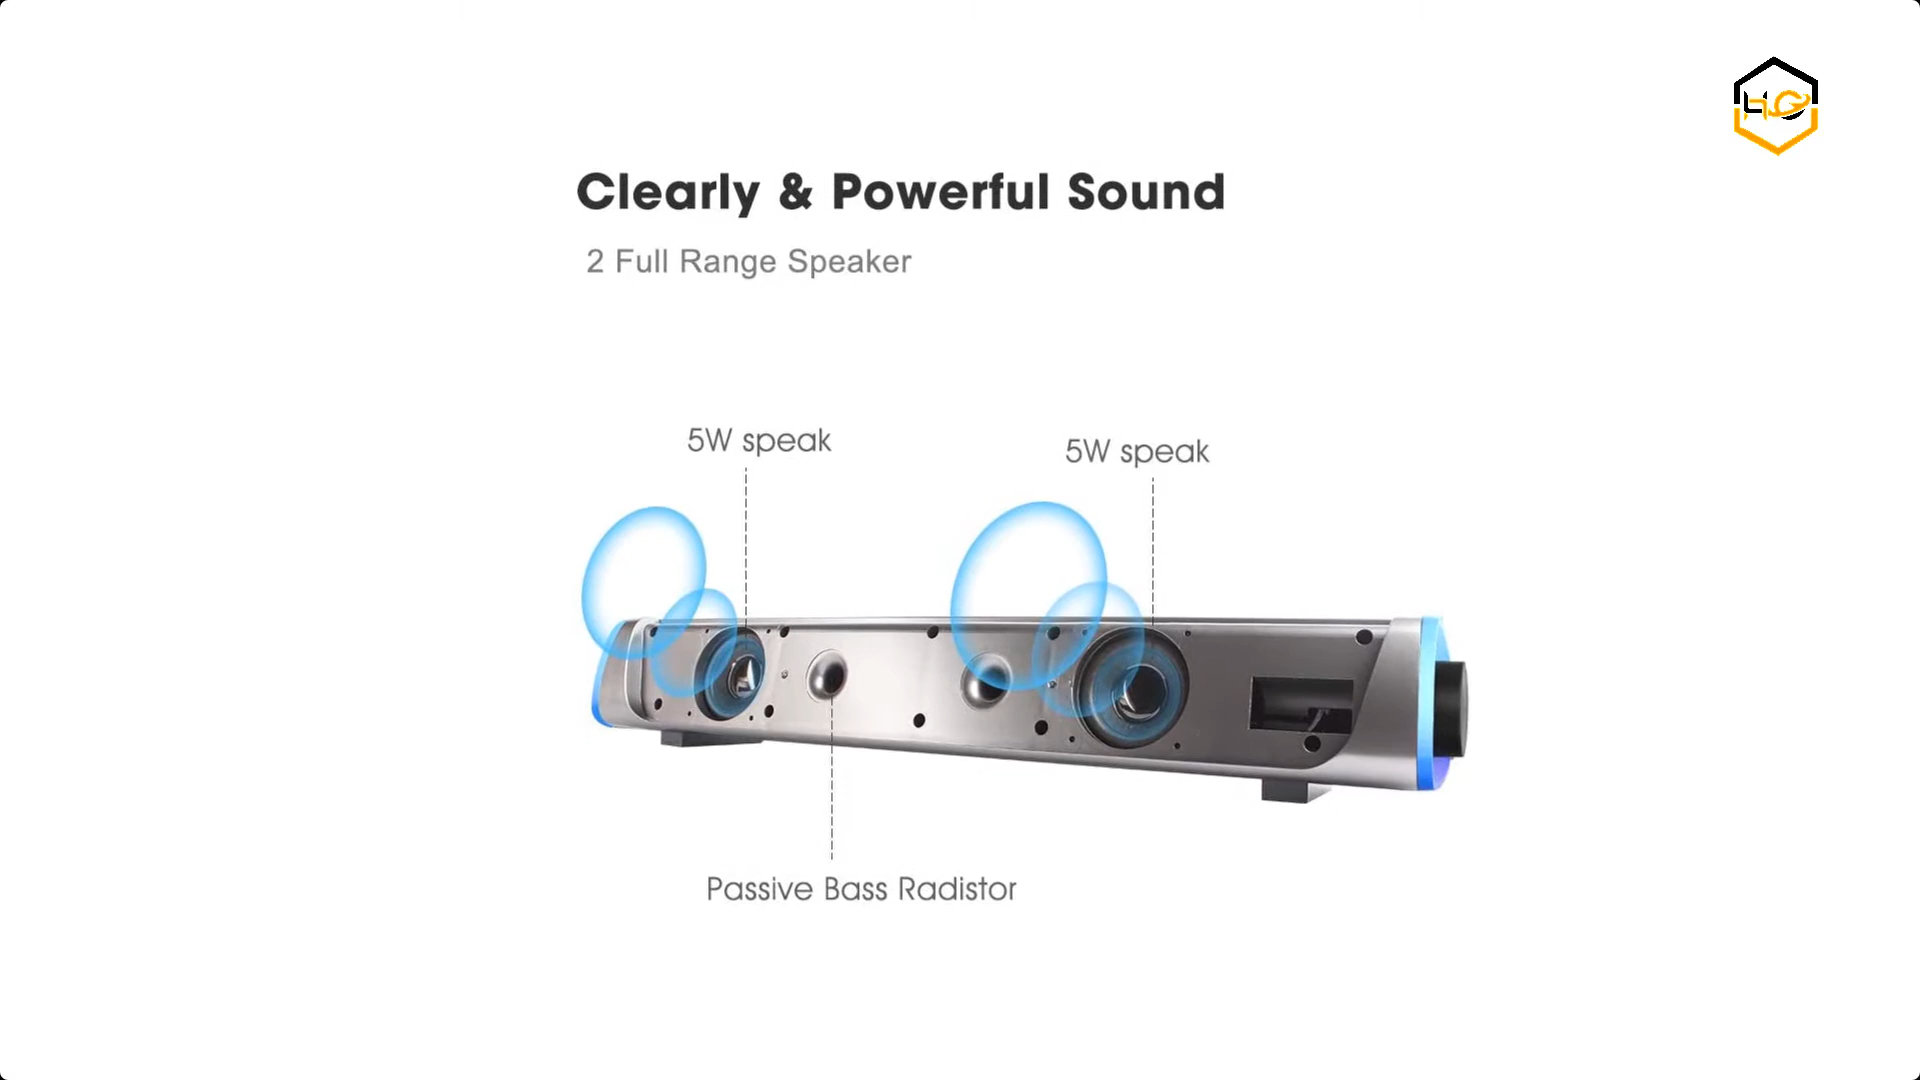 Clearly & Powerful Sound
2 Full Range Speaker
5W speak
5W speak
Passive Bass Radistor